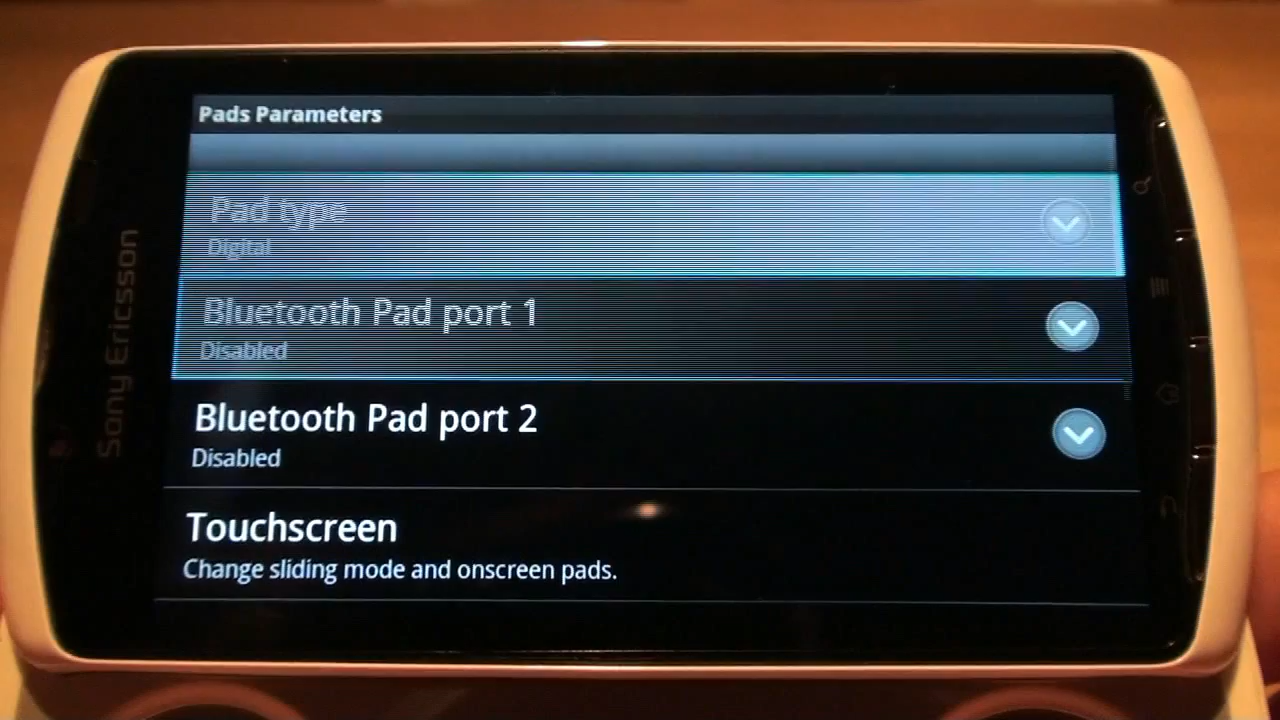 Sony Ericsson
Pads Parameters
Pad type
Digital
Bluetooth Pad port 1
Disabled
Bluetooth Pad port 2
Disabled
Touchscreen
Change sliding mode and onscreen pads.